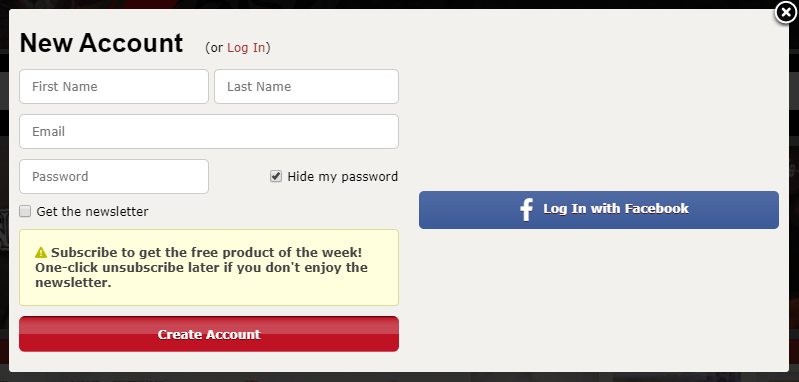 New Account (or Log In)
First Name Last Name
Email
Password Hide my password
Get the newsletter
Subscribe to get the free product of the week!
One-click unsubscribe later if you don't enjoy the
newsletter.
Create Account
Log In with Facebook